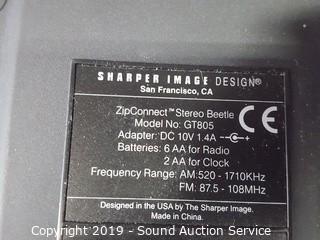 SHARPER IMAGE DESIGN®
San Francisco, CA
ZipConnect™ Stereo Beetle
Model No: GT805
Adapter: DC 10V 1.4A
Batteries: 6 AA for Radio
2 AA for Clock
Frequency Range: AM:520 - 1710KHz
FM: 87.5 - 108MHz
CE
Designed in the USA by The Sharper Image.
Made in China.
Copyright 2019 - Sound Auction Service